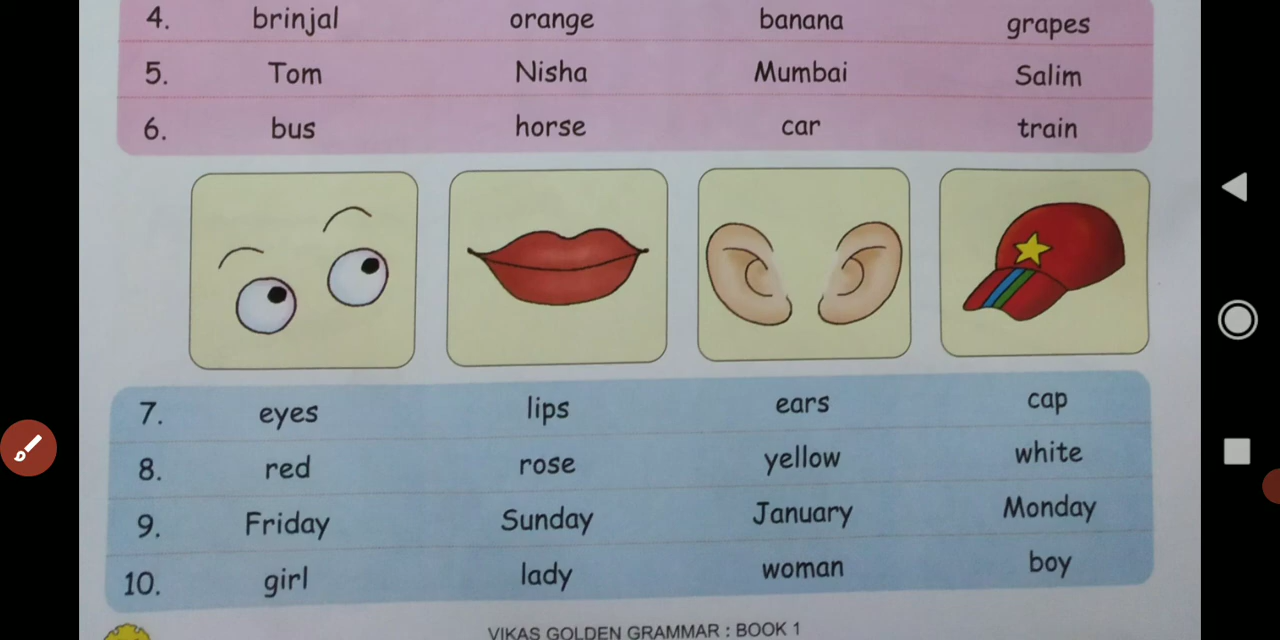 4. brinjal orange banana grapes
5. Tom Nisha Mumbai Salim
6. bus horse car train
7. eyes lips ears cap
8. red rose yellow white
9. Friday Sunday January Monday
10. girl lady woman boy
VIKAS GOLDEN GRAMMAR : BOOK 1